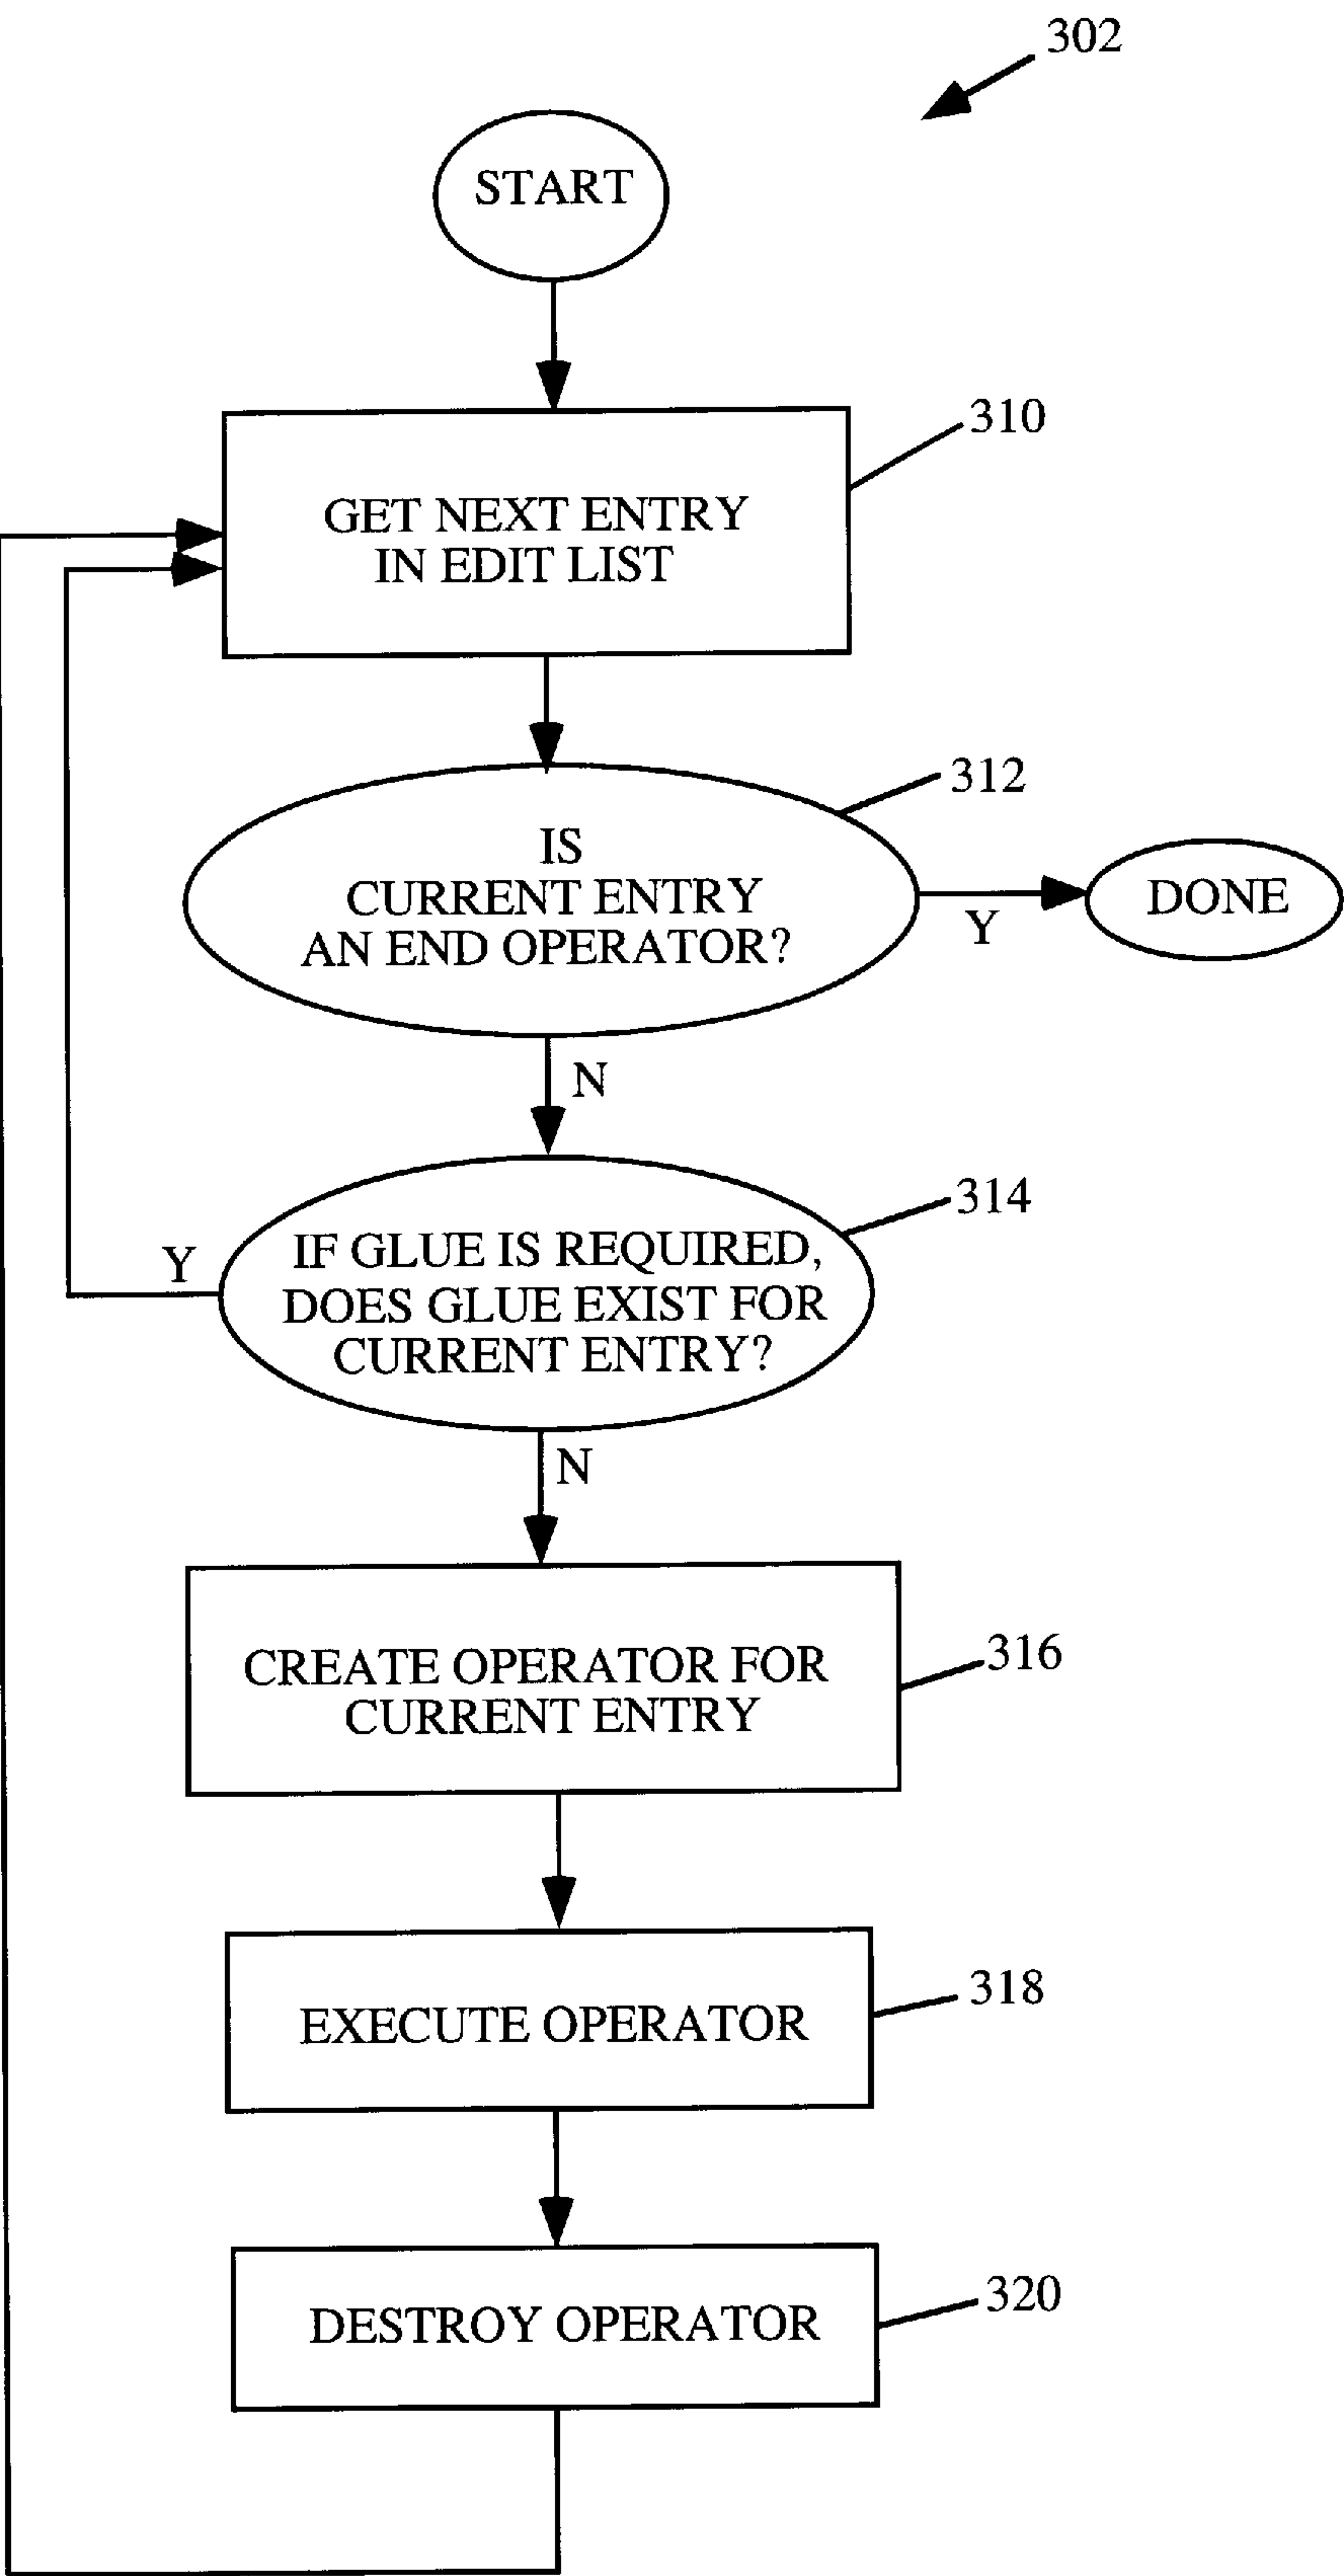 302
START
310
GET NEXT ENTRY
IN EDIT LIST
312
IS
CURRENT ENTRY
AN END OPERATOR?
Y
DONE
N
314
Y
IF GLUE IS REQUIRED,
DOES GLUE EXIST FOR
CURRENT ENTRY?
N
CREATE OPERATOR FOR
CURRENT ENTRY
316
EXECUTE OPERATOR
318
DESTROY OPERATOR
320